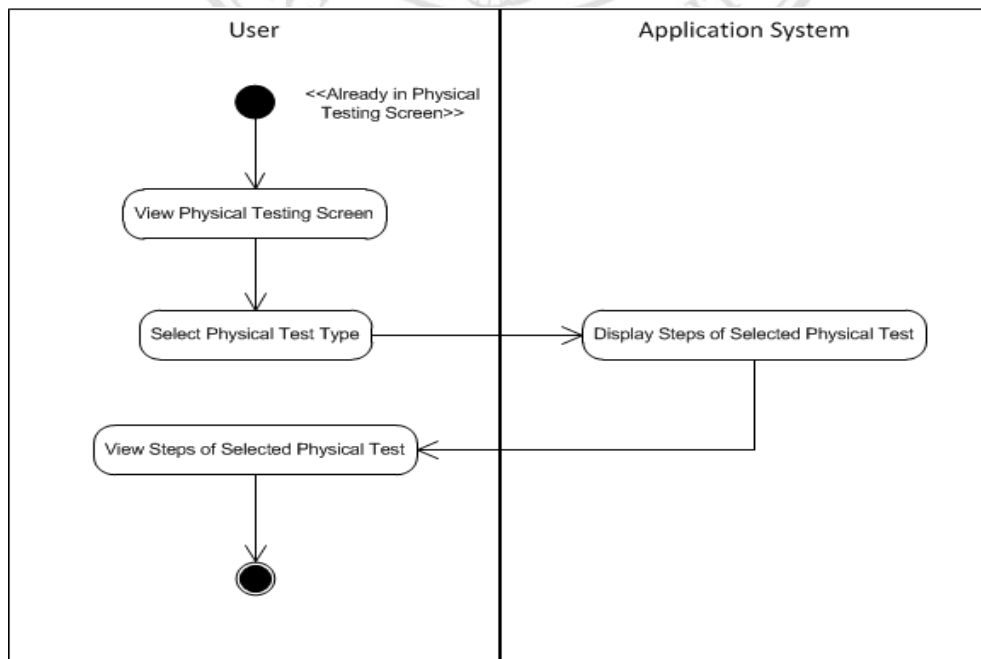 User
Application System
<<Already in Physical
Testing Screen>>
View Physical Testing Screen
Select Physical Test Type
Display Steps of Selected Physical Test
View Steps of Selected Physical Test